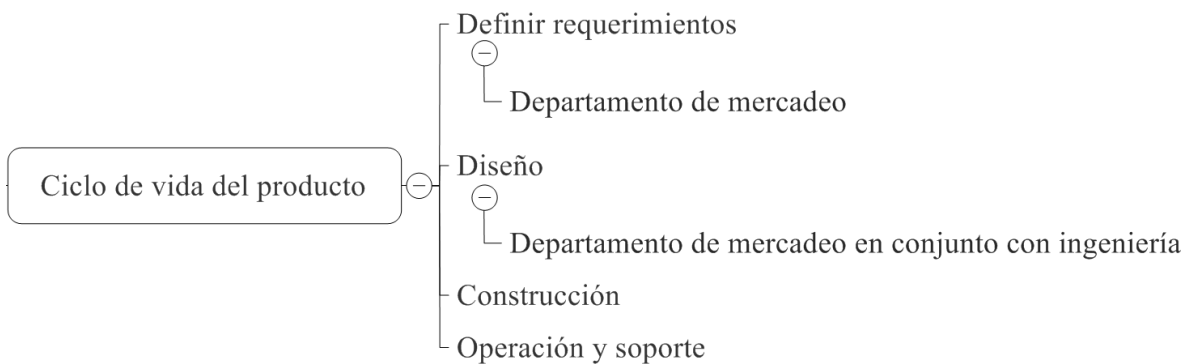 Definir requerimientos
Departamento de mercadeo
Diseño
Ciclo de vida del producto
Departamento de mercadeo en conjunto con ingeniería
Construcción
Operación y soporte